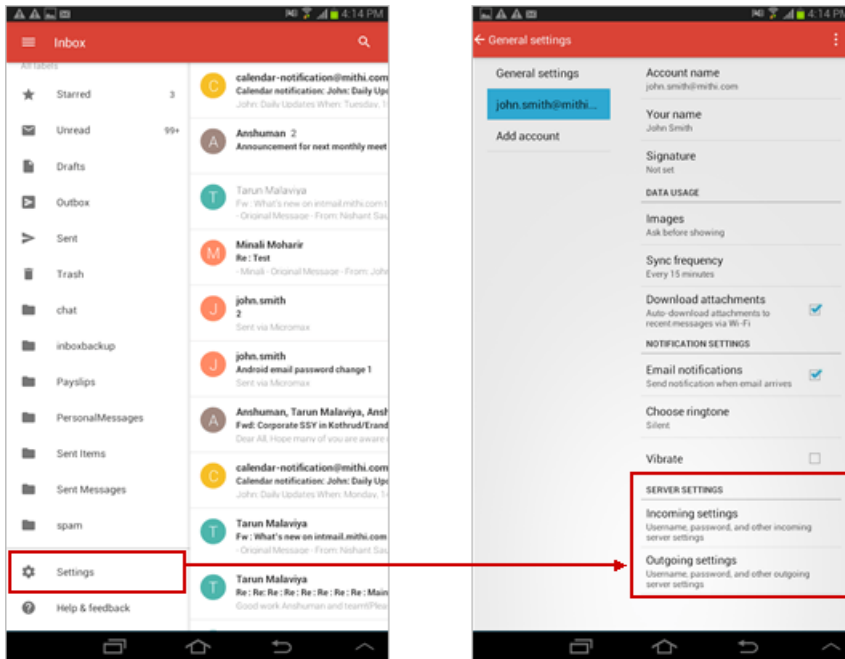 4:14 PM
Inbox
All labels
Starred 3
Unread 99+
Drafts
Outbox
Sent
Trash
chat
inboxbackup
Payslips
PersonalMessages
Sent Items
Sent Messages
spam
Settings
Help & feedback
C
calendar-notification@mithi.com
Calendar notification: John: Daily Upd
John: Daily Updates When: Tuesday, 1
A
Anshuman 2
Announcement for next monthly meet
T
Tarun Malaviya
Fw : What's new on intmail.mithi.com t
- Original Message - From: Nishant Sau
M
Minali Moharir
Re : Test
- Minali - Original Message - From: John
J
john.smith
2
Sent via Micromax
J
john.smith
Android email password change 1
Sent via Micromax
A
Anshuman, Tarun Malaviya, Ansh
Fwd: Corporate SSY in Kothrud/Erand
Dear All, Hope many of you are aware
C
calendar-notification@mithi.com
Calendar notification: John: Daily Upd
John: Daily Updates When: Monday, 14
T
Tarun Malaviya
Fw : What's new on intmail.mithi.com
- Original Message - From: Nishant Sau
T
Tarun Malaviya
Re : Re: Re : Re : Re : Re : Re : Re : Main
Good work Anshuman and team!!Plea
4:14 PM
General settings
General settings
john.smith@mithi...
Add account
Account name
john.smith@mithi.com
Your name
John Smith
Signature
Not set
DATA USAGE
Images
Ask before showing
Sync frequency
Every 15 minutes
Download attachments
Auto-download attachments to
recent messages via Wi-Fi
NOTIFICATION SETTINGS
Email notifications
Send notification when email arrives
Choose ringtone
Silent
Vibrate
SERVER SETTINGS
Incoming settings
Username, password, and other incoming
server settings
Outgoing settings
Username, password, and other outgoing
server settings